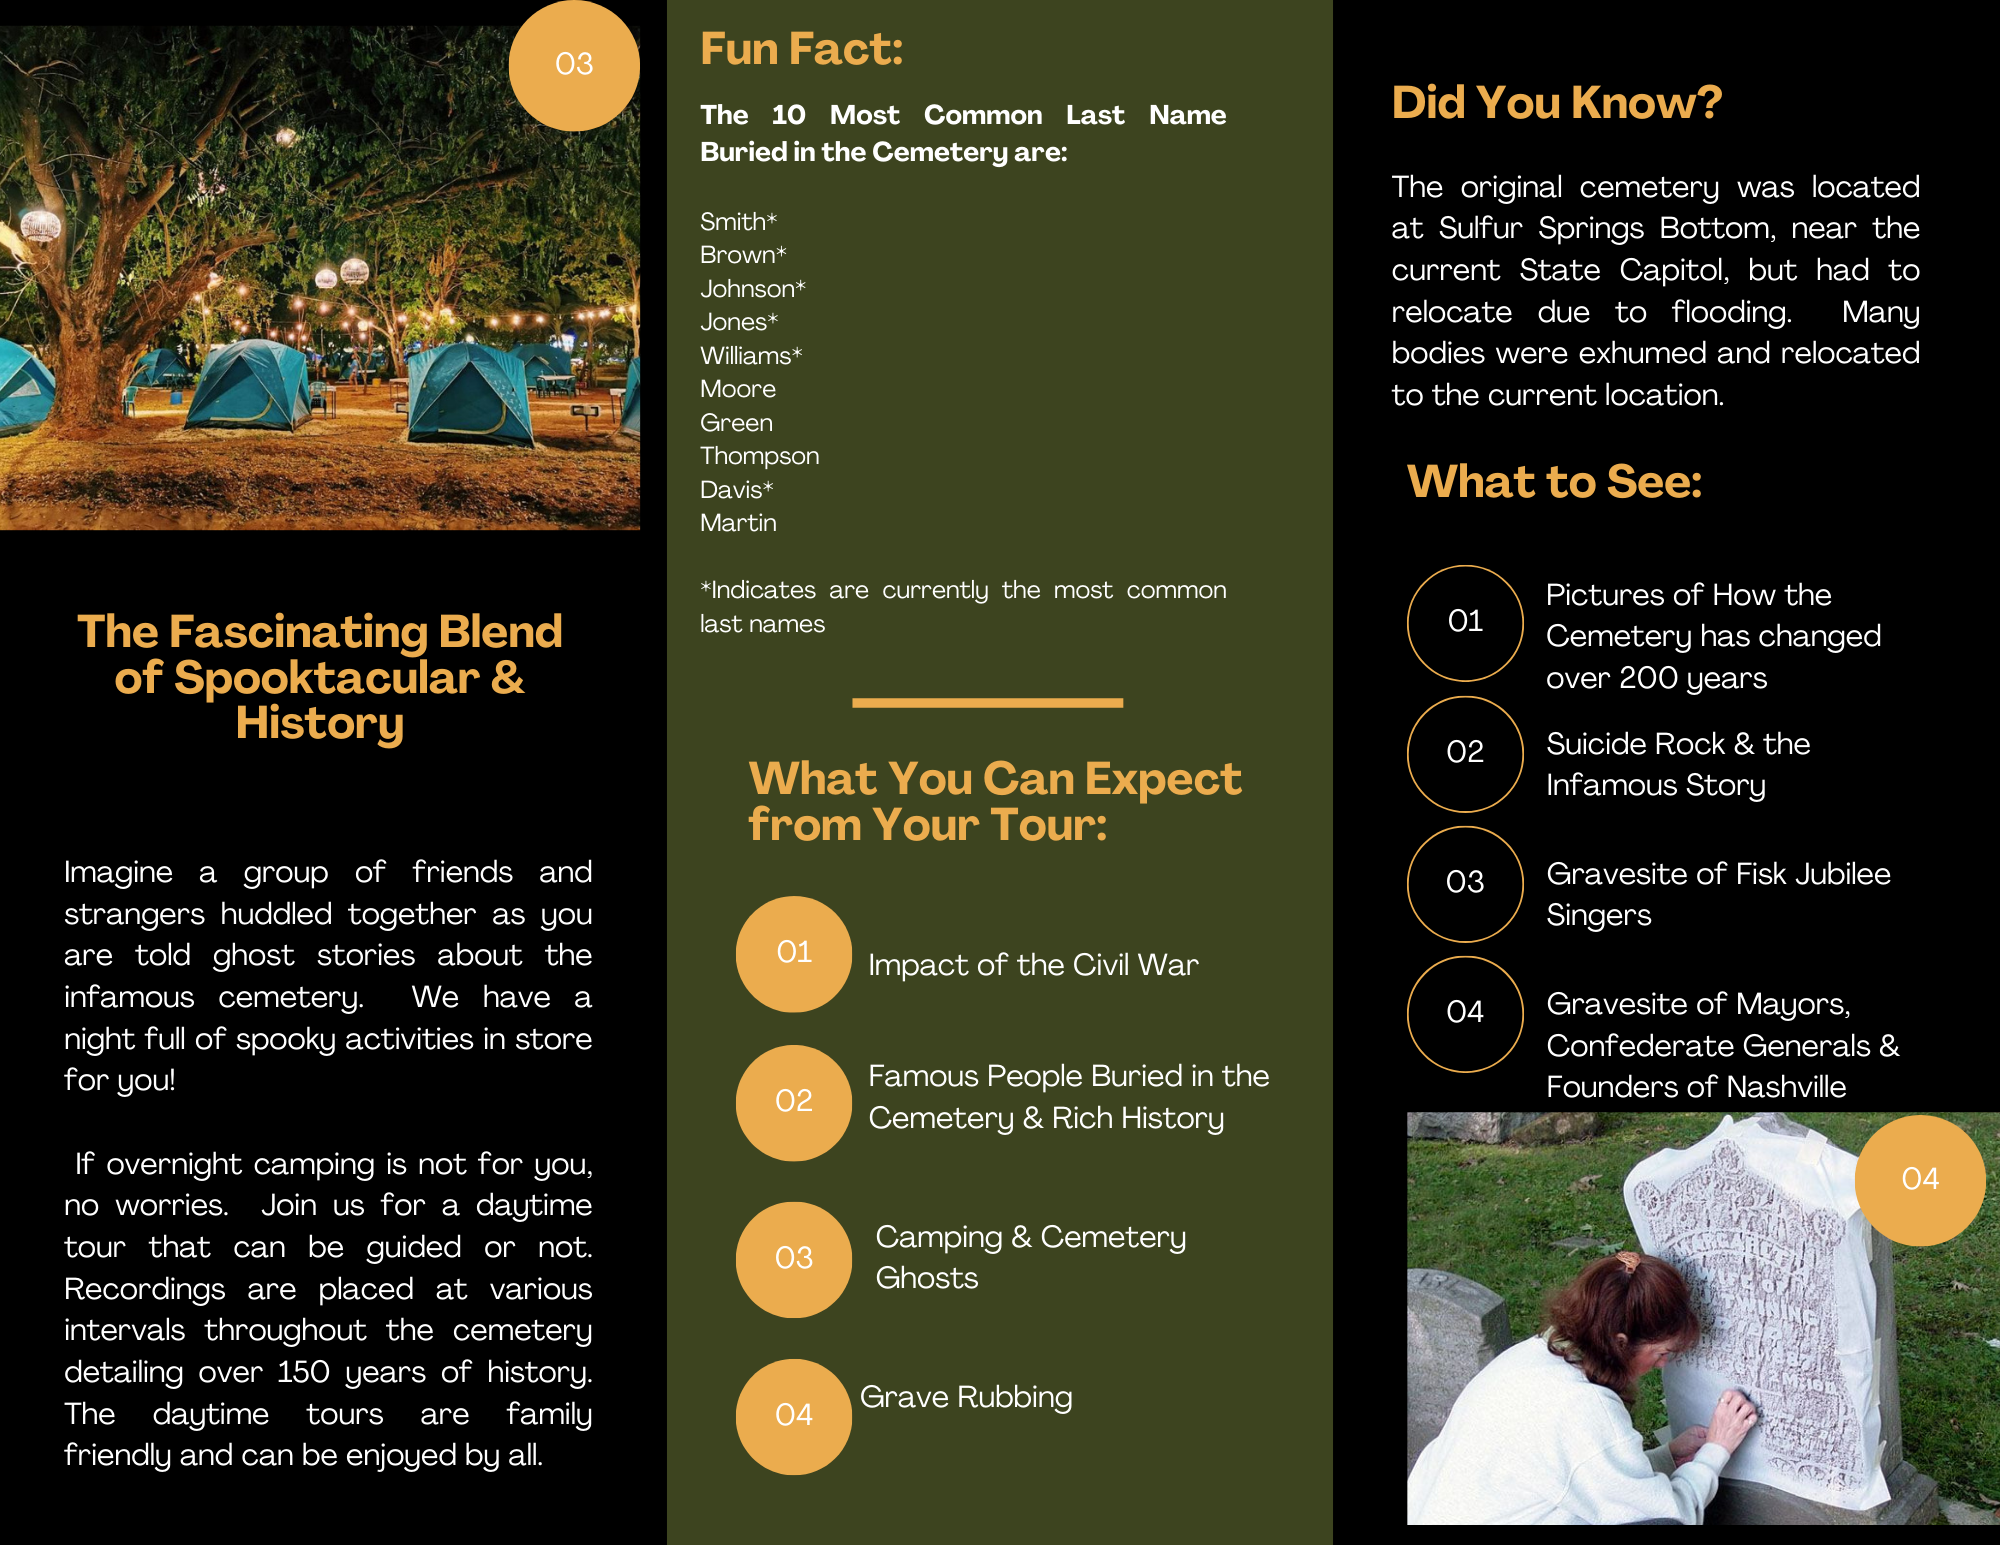 03
The Fascinating Blend
of Spooktacular &
History
Imagine a group of friends and
strangers huddled together as you
are told ghost stories about the
infamous cemetery. We have a
night full of spooky activities in store
for you!
If overnight camping is not for you,
no worries. Join us for a daytime
tour that can be guided or not.
Recordings are placed at various
intervals throughout the cemetery
detailing over 150 years of history.
The daytime tours are family
friendly and can be enjoyed by all.
Fun Fact:
The 10 Most Common Last Name
Buried in the Cemetery are:
Smith*
Brown*
Johnson*
Jones*
Williams*
Moore
Green
Thompson
Davis*
Martin
*Indicates are currently the most common
last names
What You Can Expect
from Your Tour:
01
Impact of the Civil War
02
Famous People Buried in the
Cemetery & Rich History
03
Camping & Cemetery
Ghosts
04
Grave Rubbing
Did You Know?
The original cemetery was located
at Sulfur Springs Bottom, near the
current State Capitol, but had to
relocate due to flooding. Many
bodies were exhumed and relocated
to the current location.
What to See:
01
Pictures of How the
Cemetery has changed
over 200 years
02
Suicide Rock & the
Infamous Story
03
Gravesite of Fisk Jubilee
Singers
04
Gravesite of Mayors,
Confederate Generals &
Founders of Nashville
04